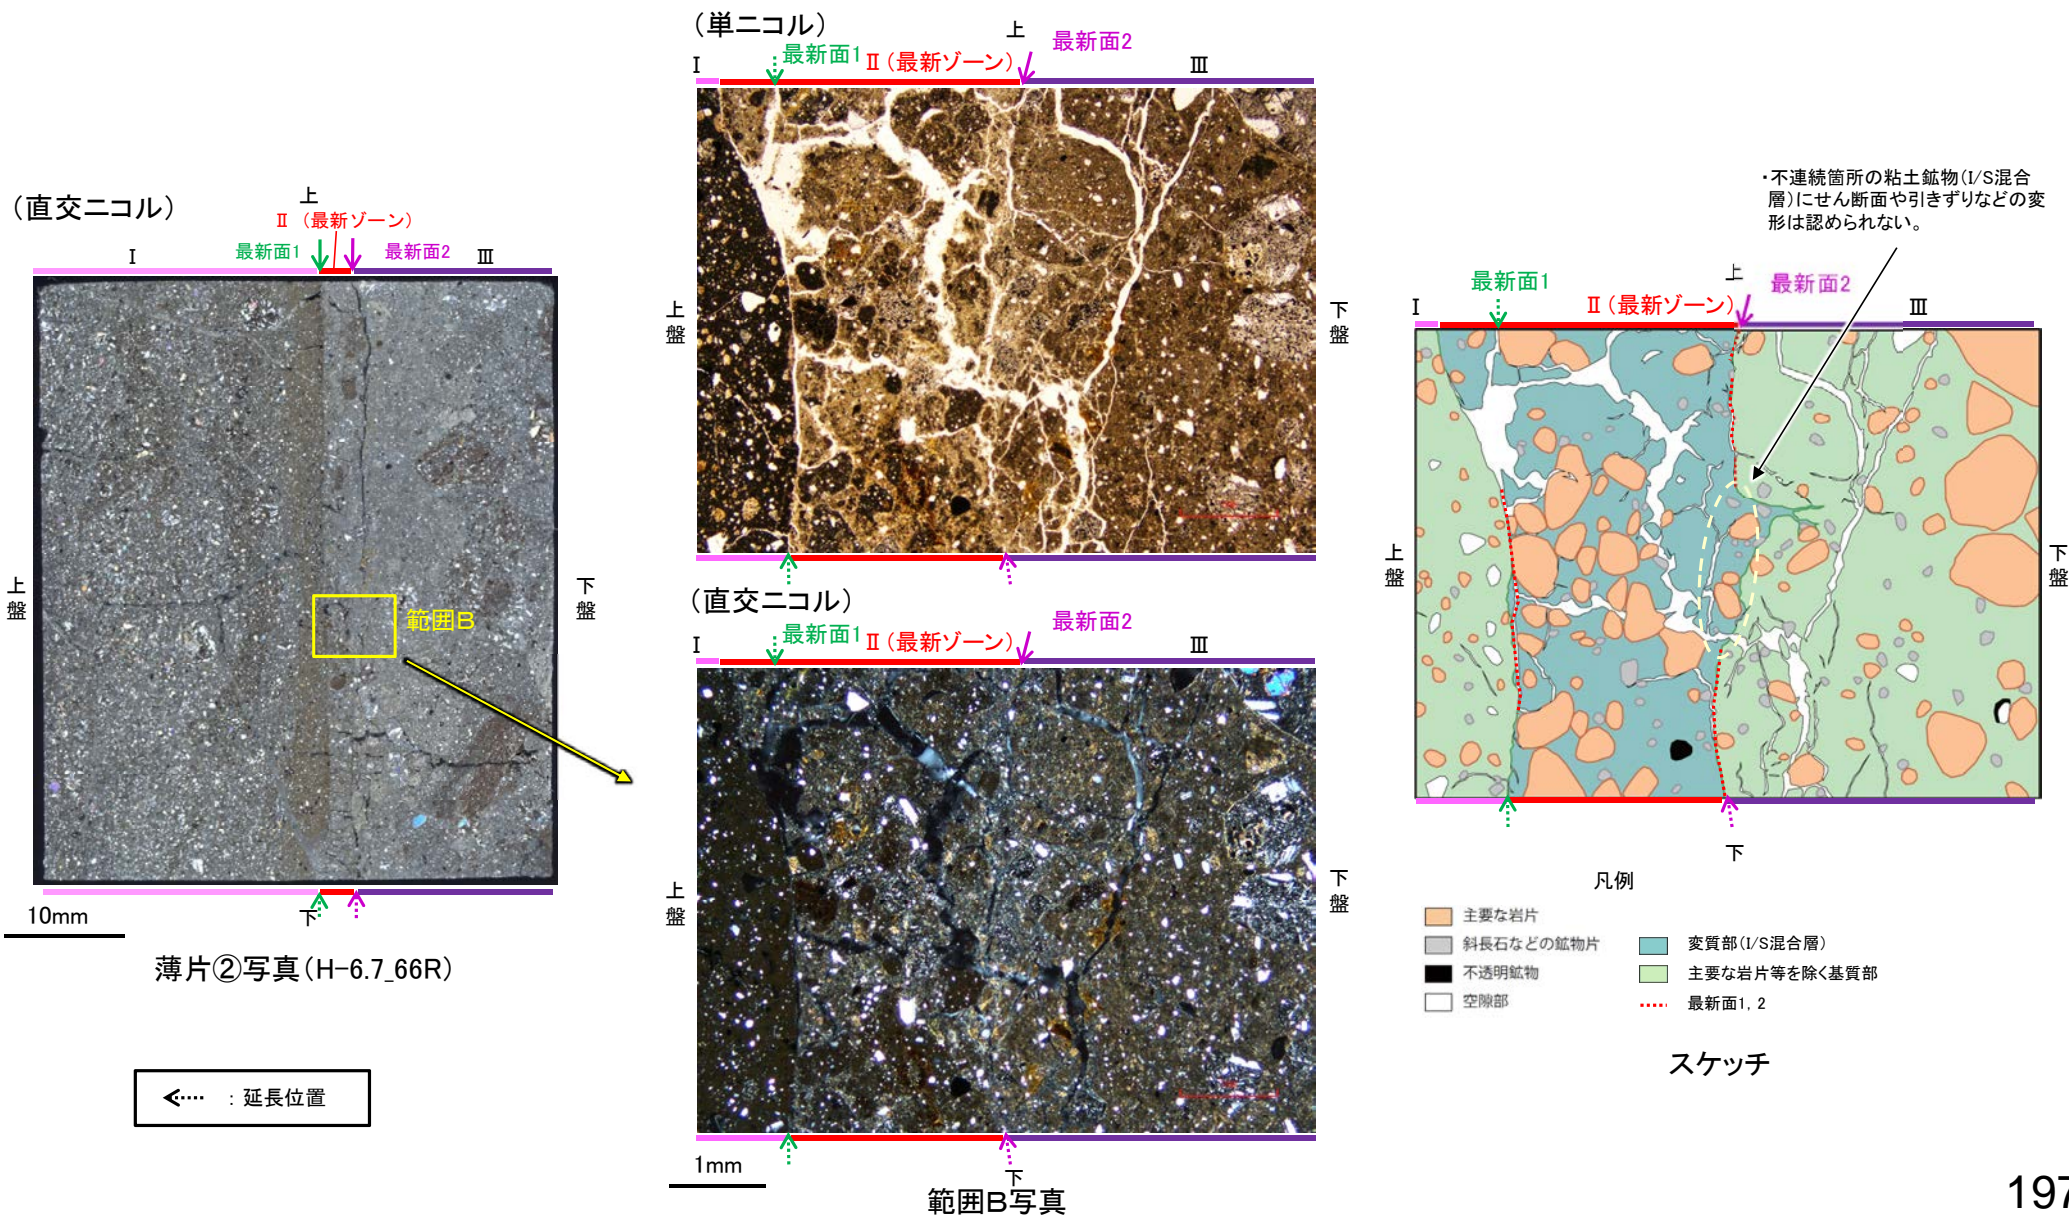 (直交ニコル)
上
Ⅱ (最新ゾーン)
最新面1
最新面2
Ⅰ
Ⅲ
上盤
下盤
範囲B
下
10mm
薄片②写真(H-6.7_66R)
: 延長位置
(単ニコル)
上
最新面1
Ⅱ(最新ゾーン)
最新面2
Ⅰ
Ⅲ
上盤
下盤
(直交ニコル)
最新面1
Ⅱ(最新ゾーン)
最新面2
Ⅰ
Ⅲ
上盤
下盤
1mm
下
範囲B写真
・不連続箇所の粘土鉱物(I/S混合
層)にせん断面や引きずりなどの変
形は認められない。
上
最新面1
Ⅱ(最新ゾーン)
最新面2
Ⅰ
Ⅲ
上盤
下盤
下
凡例
主要な岩片
斜長石などの鉱物片
不透明鉱物
空隙部
変質部(I/S混合層)
主要な岩片等を除く基質部
最新面1, 2
スケッチ
197